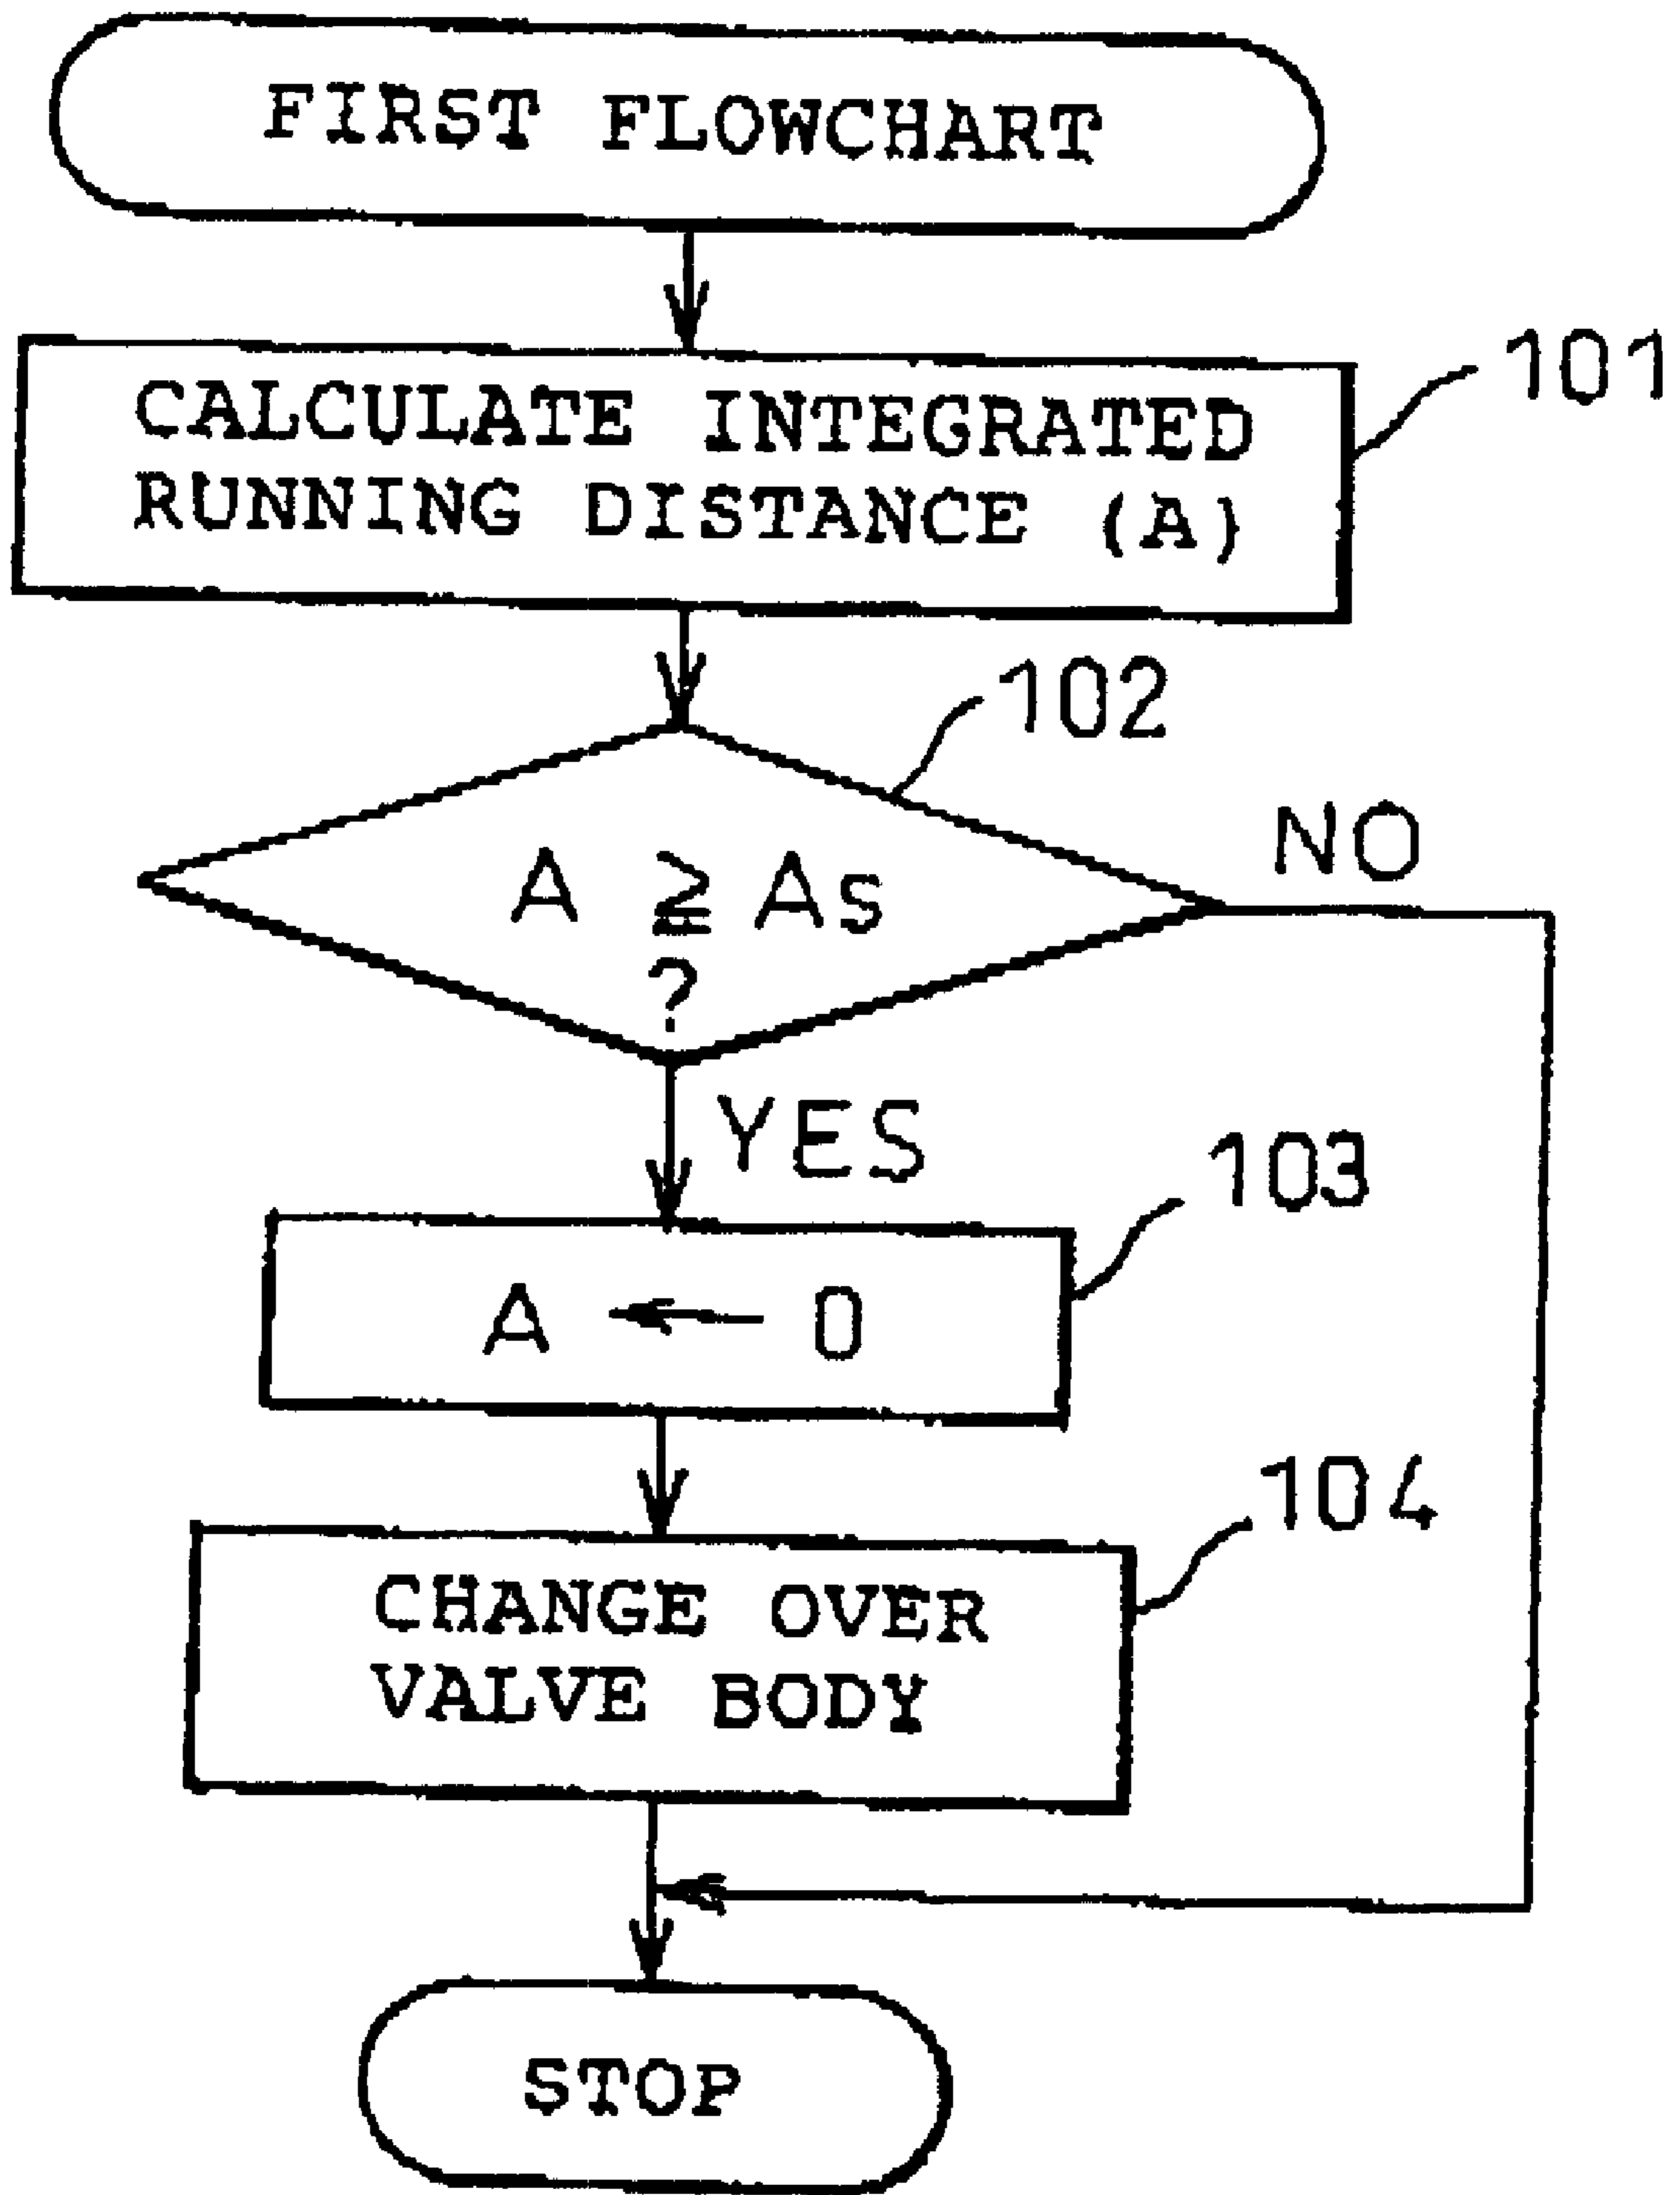 FIRST FLOWCHART
101
CALCULATE INTEGRATED
RUNNING DISTANCE (A)
102
NO
A ≧ As
?
YES
103
A ← 0
104
CHANGE OVER
VALVE BODY
STOP